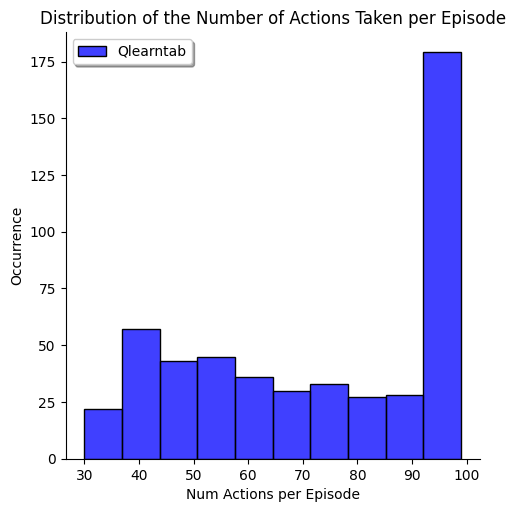 Distribution of the Number of Actions Taken per Episode
Qlearntab
175
150
125
100
75
50
25
0
Occurrence
30 40 50 60 70 80 90 100
Num Actions per Episode